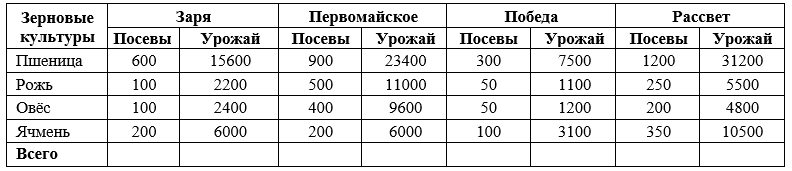 Зерновые культуры Заря Первомайское Победа Рассвет
Посевы Урожай Посевы Урожай Посевы Урожай Посевы Урожай
Пшеница 600 15600 900 23400 300 7500 1200 31200
Рожь 100 2200 500 11000 50 1100 250 5500
Овёс 100 2400 400 9600 50 1200 200 4800
Ячмень 200 6000 200 6000 100 3100 350 10500
Всего